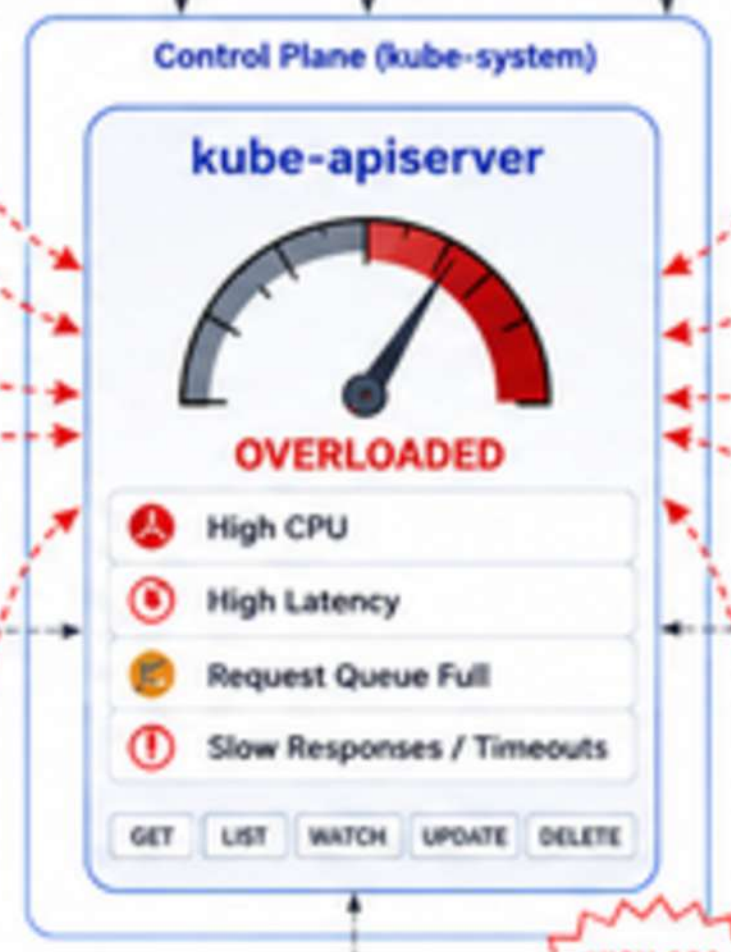 Control Plane (kube-system)
kube-apiserver
OVERLOADED
High CPU
High Latency
Request Queue Full
Slow Responses / Timeouts
GET LIST WATCH UPDATE DELETE